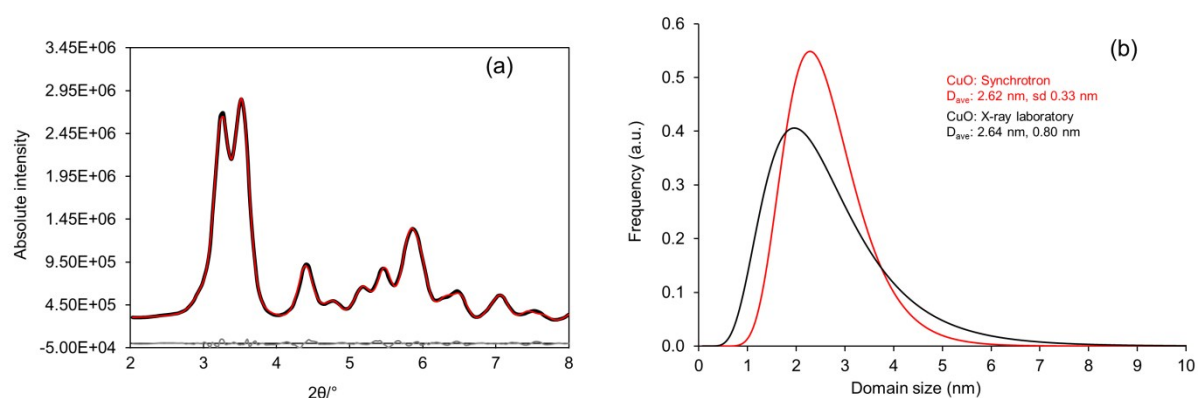 (a)
3.45E+06
2.95E+06
2.45E+06
1.95E+06
1.45E+06
9.50E+05
4.50E+05
-5.00E+04
Absolute intensity
2 3 4 5 6 7 8
2θ/°
(b)
0.6
0.5
0.4
0.3
0.2
0.1
0.0
Frequency (a.u.)
CuO: Synchrotron
Dave: 2.62 nm, sd 0.33 nm
CuO: X-ray laboratory
Dave: 2.64 nm, 0.80 nm
0 1 2 3 4 5 6 7 8 9 10
Domain size (nm)